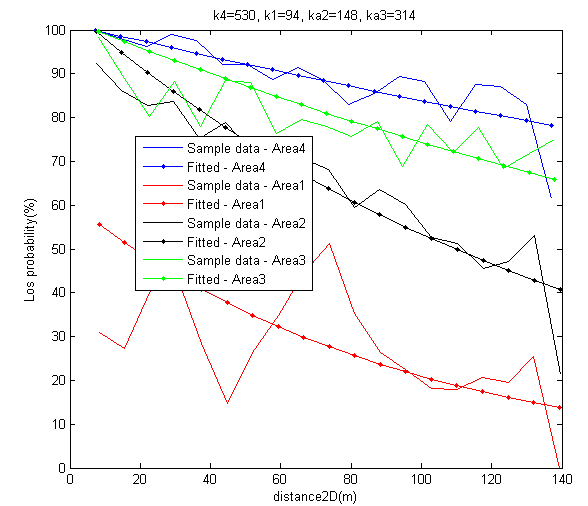 k4=530, k1=94, ka2=148, ka3=314
100
90
80
70
60
50
40
30
20
10
0
Los probability(%)
Sample data - Area4
Fitted - Area4
Sample data - Area1
Fitted - Area1
Sample data - Area2
Fitted - Area2
Sample data - Area3
Fitted - Area3
0 20 40 60 80 100 120 140
distance2D(m)